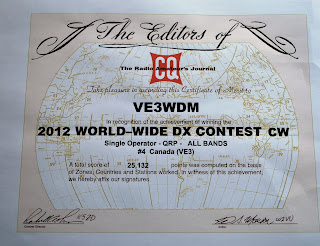 The Editors of
CQ
The Radio Amateur's Journal
Take pleasure in awarding this Certificate of Merit to
VE3WDM
In recognition of the achievement of winning the
2012 WORLD-WIDE DX CONTEST CW
Single Operator - QRP - ALL BANDS
#4 Canada (VE3)
A total score of 25,132 points was computed on the basis
of Zones, Countries and Stations worked. In witness of this achievement,
we hereby affix our signatures.